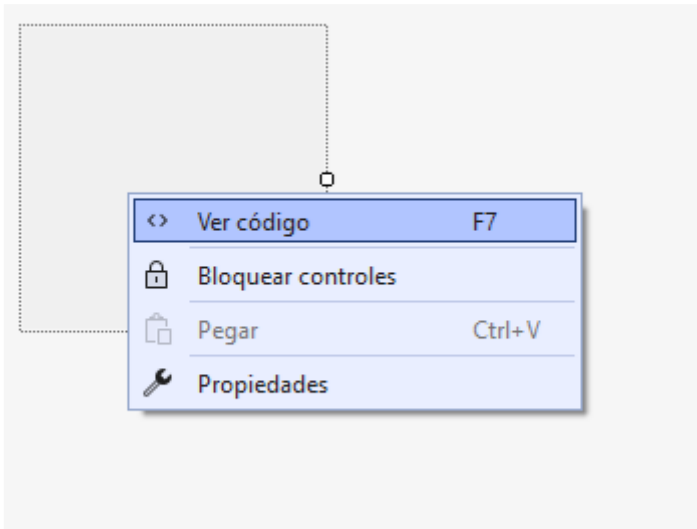 Ver código F7
Bloquear controles
Pegar Ctrl+V
Propiedades